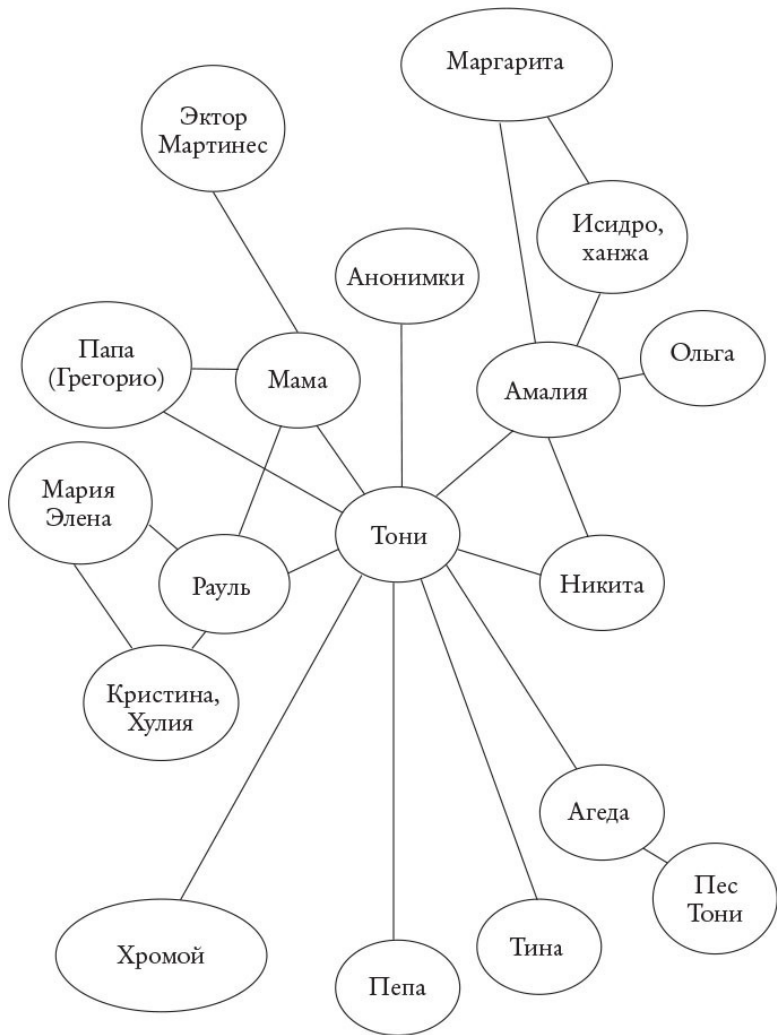 Маргарита
Эктор
Мартинес
Исидро,
ханжа
Анонимки
Ольга
Папа
(Грегорио)
Мама
Амалия
Мария
Элена
Тони
Рауль
Никита
Кристина,
Хулия
Агеда
Пес
Тони
Хромой
Тина
Пепа